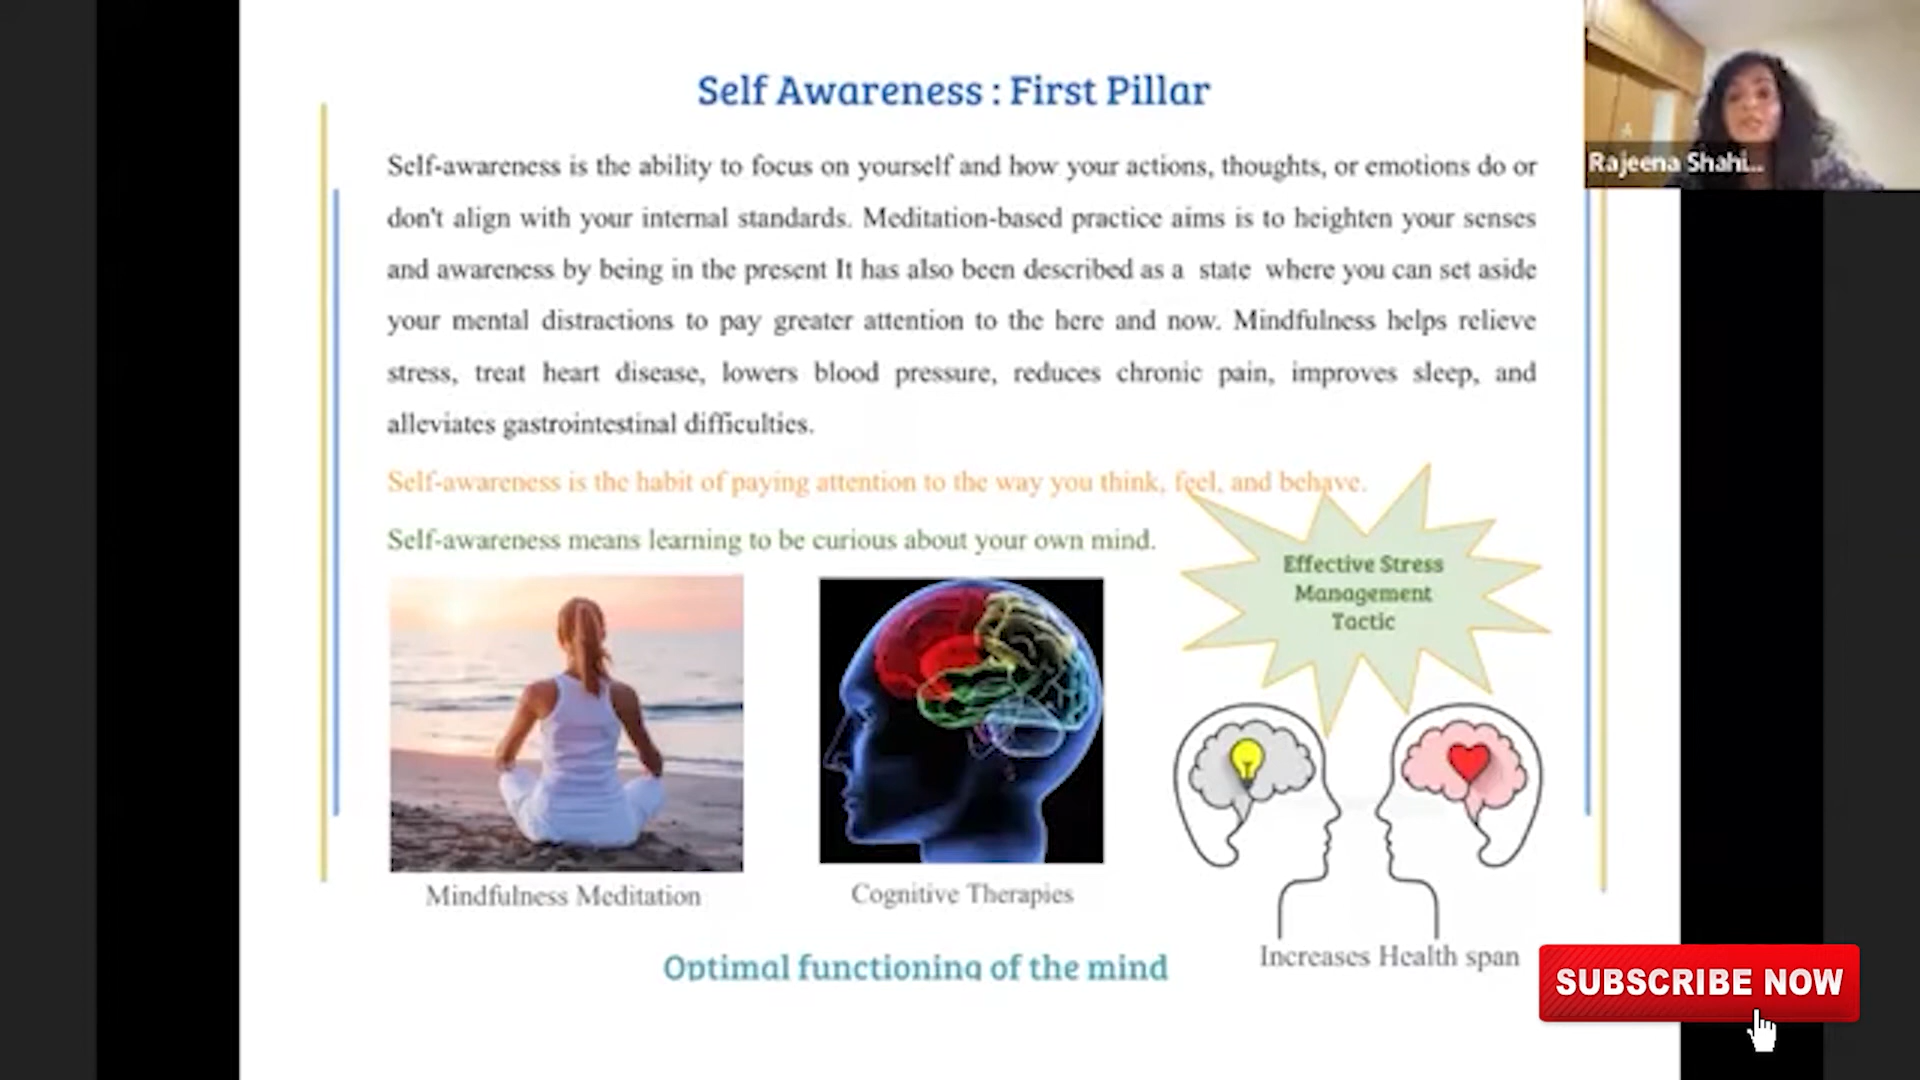 Self Awareness : First Pillar
Rajeena Shahi...
Self-awareness is the ability to focus on yourself and how your actions, thoughts, or emotions do or
don't align with your internal standards. Meditation-based practice aims is to heighten your senses
and awareness by being in the present It has also been described as a state where you can set aside
your mental distractions to pay greater attention to the here and now. Mindfulness helps relieve
stress, treat heart disease, lowers blood pressure, reduces chronic pain, improves sleep, and
alleviates gastrointestinal difficulties.
Self-awareness is the habit of paying attention to the way you think, feel, and behave.
Self-awareness means learning to be curious about your own mind.
Effective Stress
Management
Tactic
Mindfulness Meditation
Cognitive Therapies
Increases Health span
Optimal functioning of the mind
SUBSCRIBE NOW